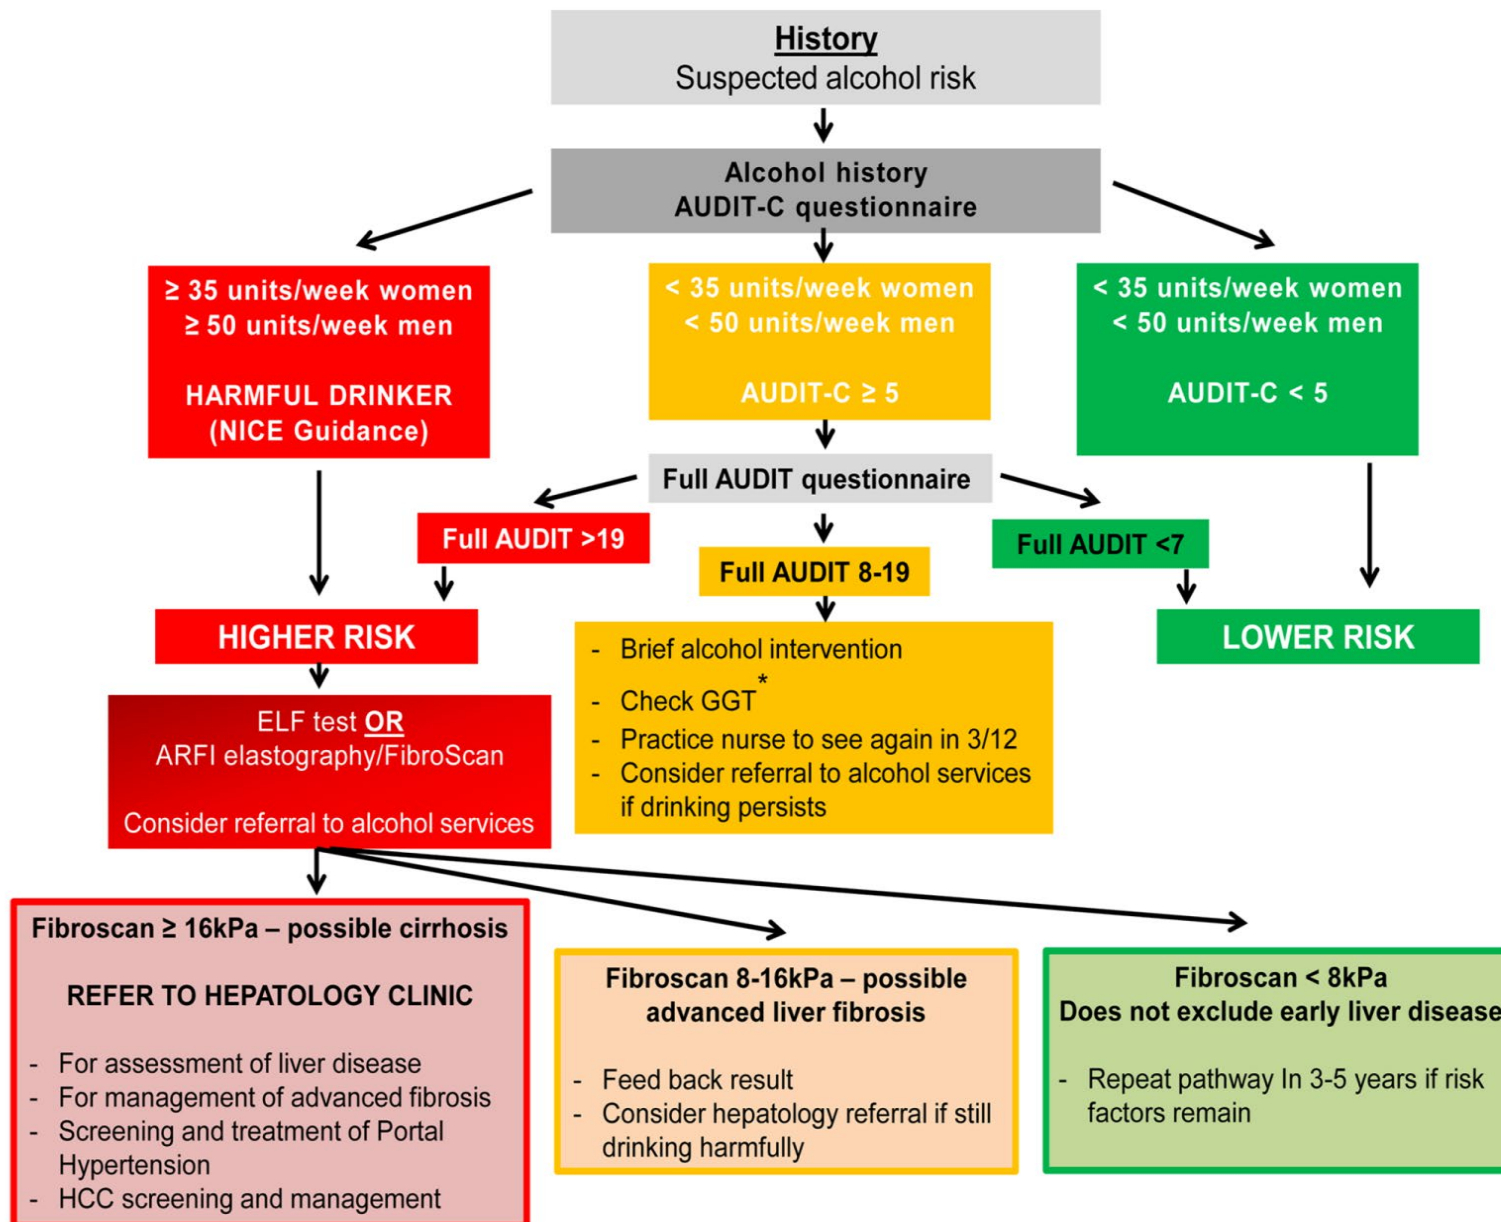 History
Suspected alcohol risk
Alcohol history
AUDIT-C questionnaire
≥ 35 units/week women
≥ 50 units/week men
HARMFUL DRINKER
(NICE Guidance)
< 35 units/week women
< 50 units/week men
AUDIT-C ≥ 5
< 35 units/week women
< 50 units/week men
AUDIT-C < 5
Full AUDIT questionnaire
Full AUDIT >19
Full AUDIT 8-19
Full AUDIT <7
HIGHER RISK
LOWER RISK
- Brief alcohol intervention
- Check GGT*
- Practice nurse to see again in 3/12
- Consider referral to alcohol services
if drinking persists
ELF test OR
ARFI elastography/FibroScan
Consider referral to alcohol services
Fibroscan ≥ 16kPa – possible cirrhosis
REFER TO HEPATOLOGY CLINIC
- For assessment of liver disease
- For management of advanced fibrosis
- Screening and treatment of Portal
Hypertension
- HCC screening and management
Fibroscan 8-16kPa – possible
advanced liver fibrosis
- Feed back result
- Consider hepatology referral if still
drinking harmfully
Fibroscan < 8kPa
Does not exclude early liver disease
- Repeat pathway In 3-5 years if risk
factors remain